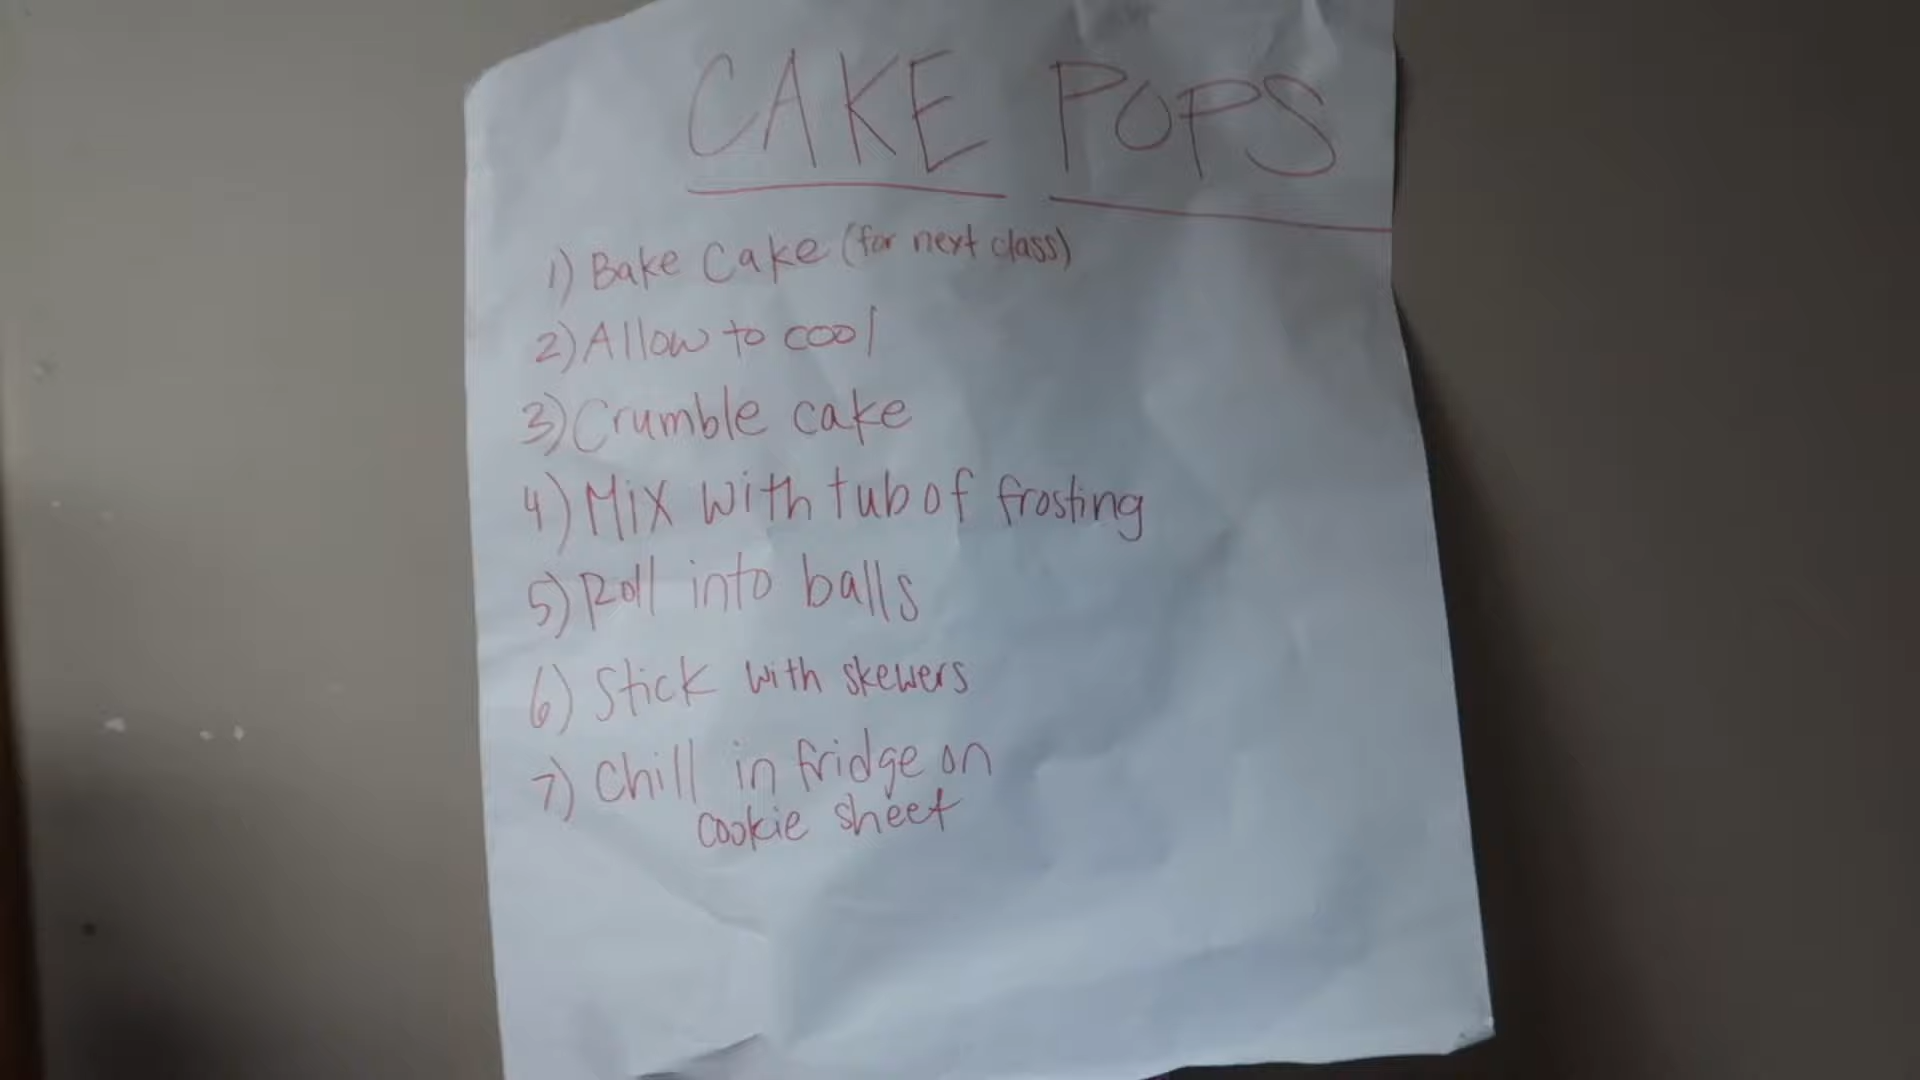 CAKE POPS
1) Bake Cake (for next class)
2) Allow to cool
3) Crumble cake
4) Mix with tub of frosting
5) Roll into balls
6) Stick with skewers
7) Chill in fridge on
cookie sheet